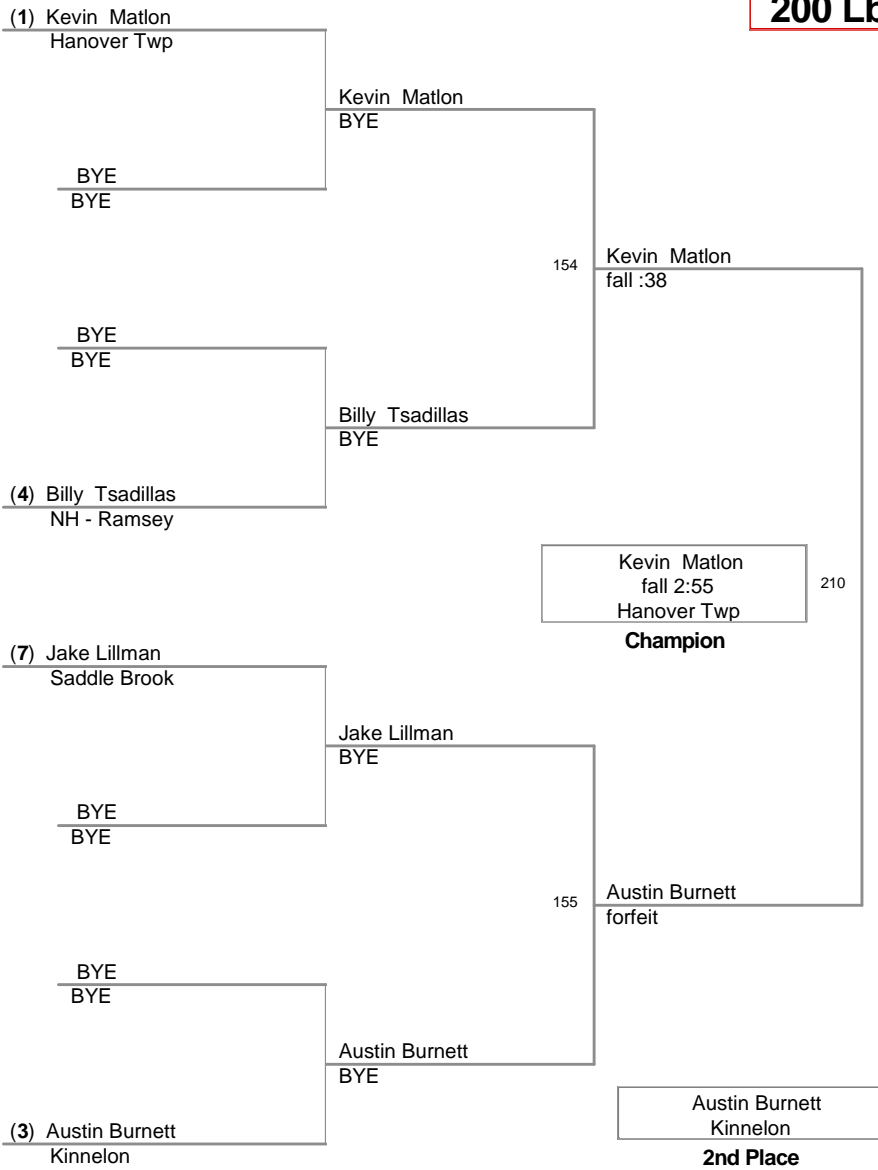 200 Lb
(1) Kevin Matlon
Hanover Twp
Kevin Matlon
BYE
BYE
BYE
154
Kevin Matlon
fall :38
BYE
BYE
Billy Tsadillas
BYE
(4) Billy Tsadillas
NH - Ramsey
Kevin Matlon
fall 2:55
Hanover Twp
210
Champion
(7) Jake Lillman
Saddle Brook
Jake Lillman
BYE
BYE
BYE
155
Austin Burnett
forfeit
BYE
BYE
Austin Burnett
BYE
(3) Austin Burnett
Kinnelon
Austin Burnett
Kinnelon
2nd Place